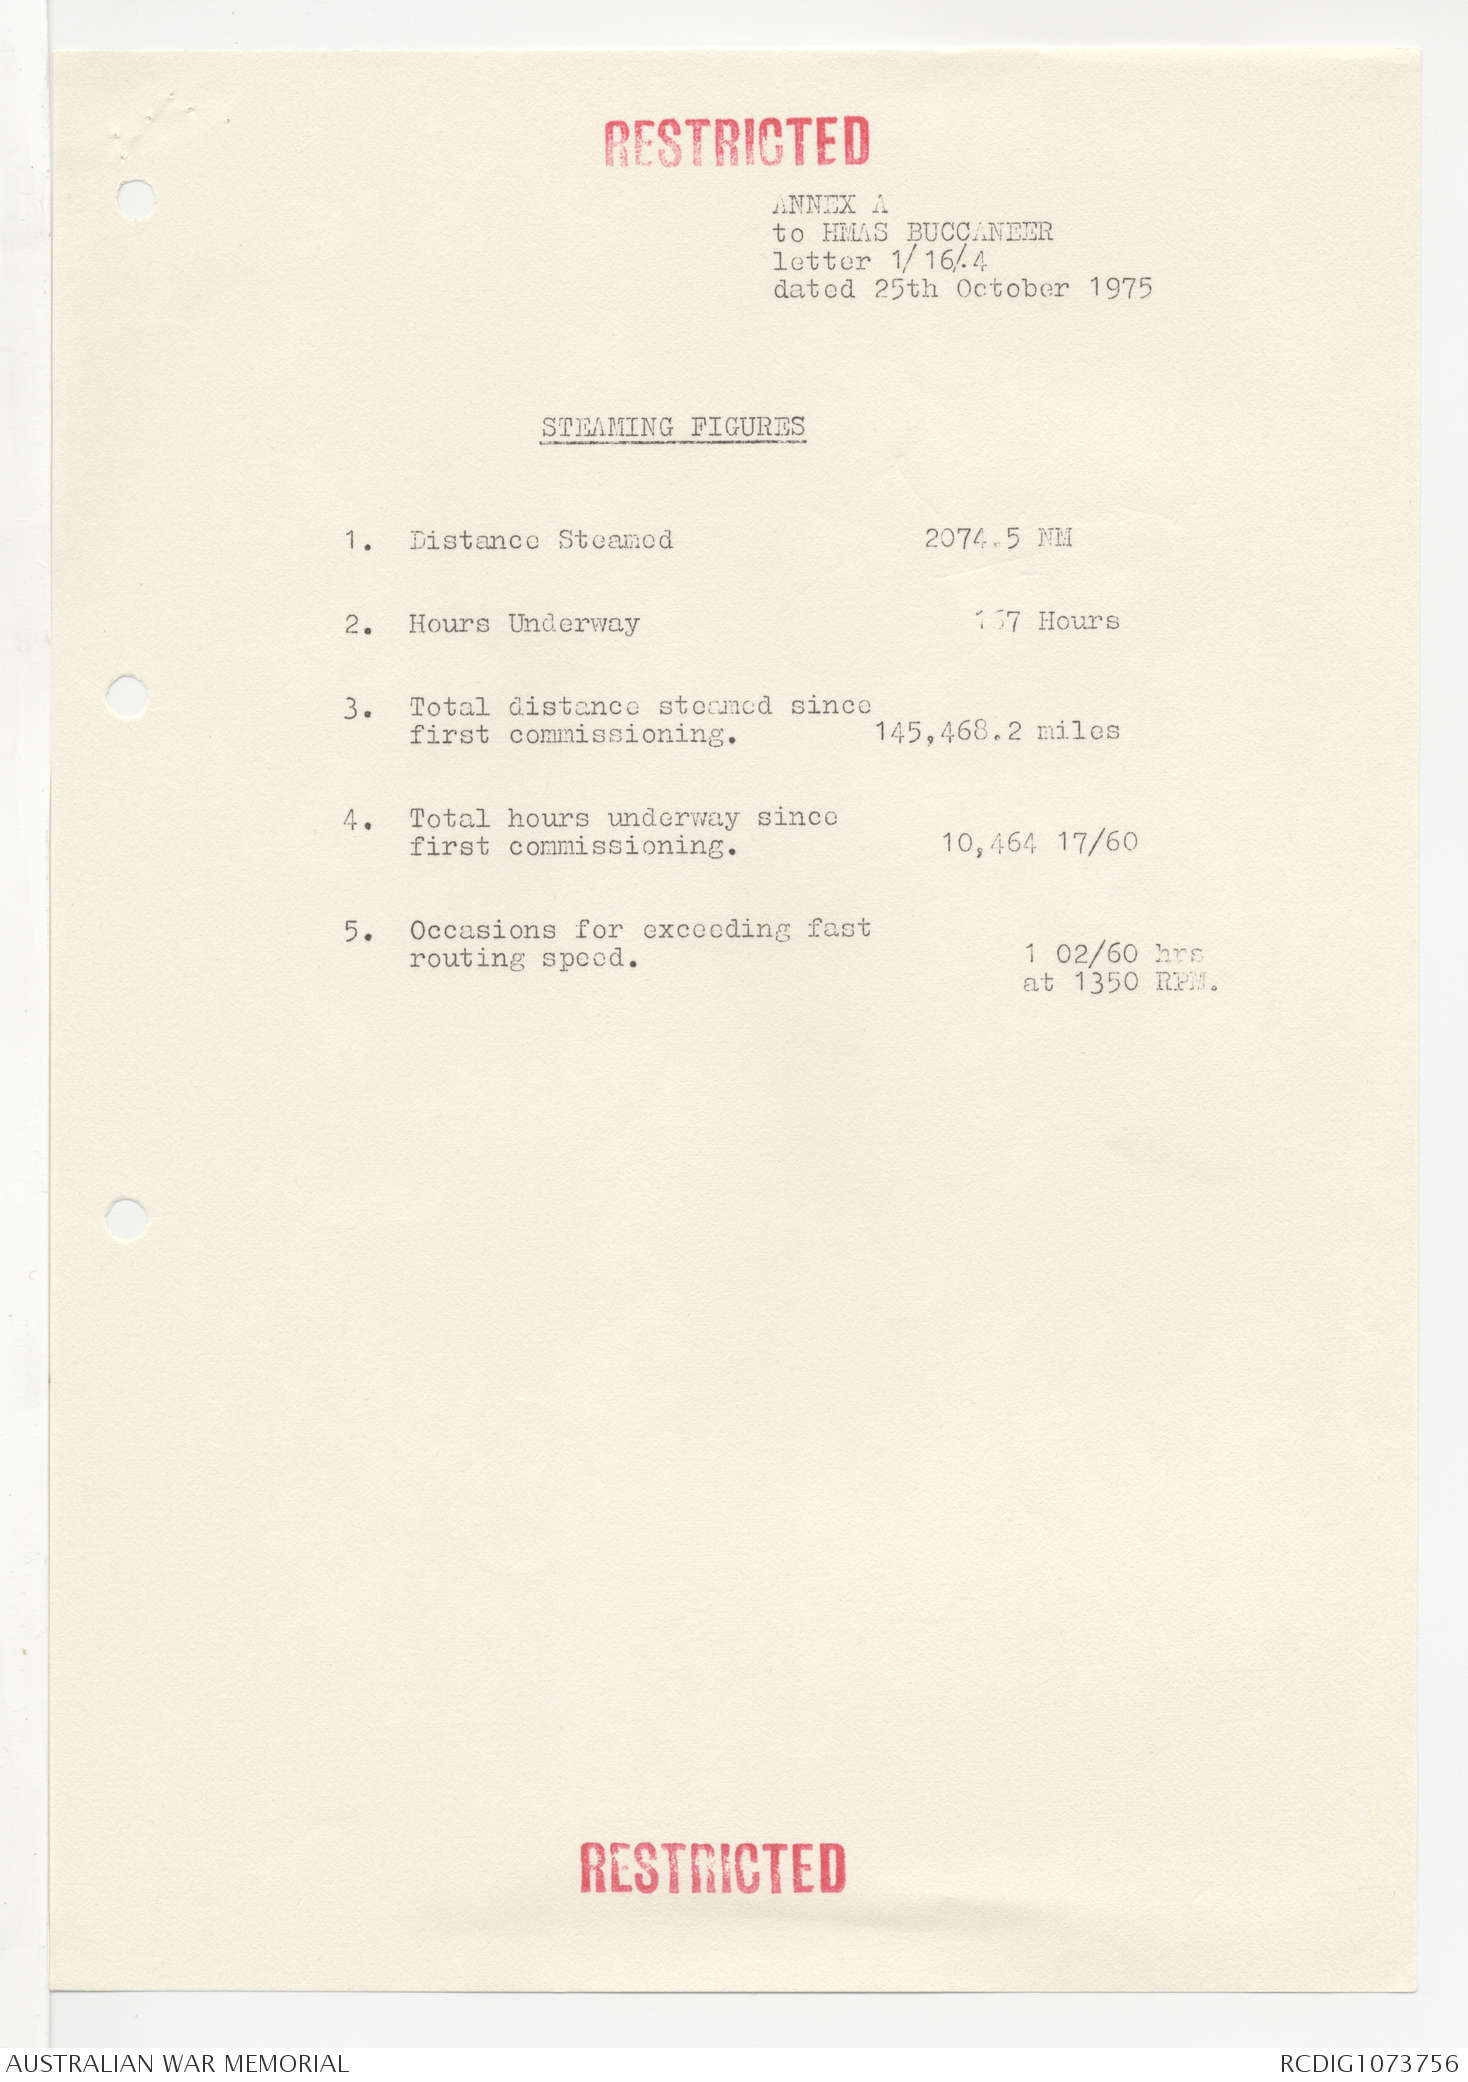 RESTRICTED
ANNEX A
to HMAS BUCCANEER
letter 1/16/.4
dated 25th October 1975
STEAMING FIGURES
1. Distance Steamed 2074.5 NM
2. Hours Underway Hours
3. Total distance steamed since
first commissioning. 145,468.2 miles
4. Total hours underway since
first commissioning. 10,464 17/60
5. Occasions for exceeding fast
routing speed. 1 02/60 hrs
at 1350 RPM.
RESTRICTED
AUSTRALIAN WAR MEMORIAL RCDIG1073756